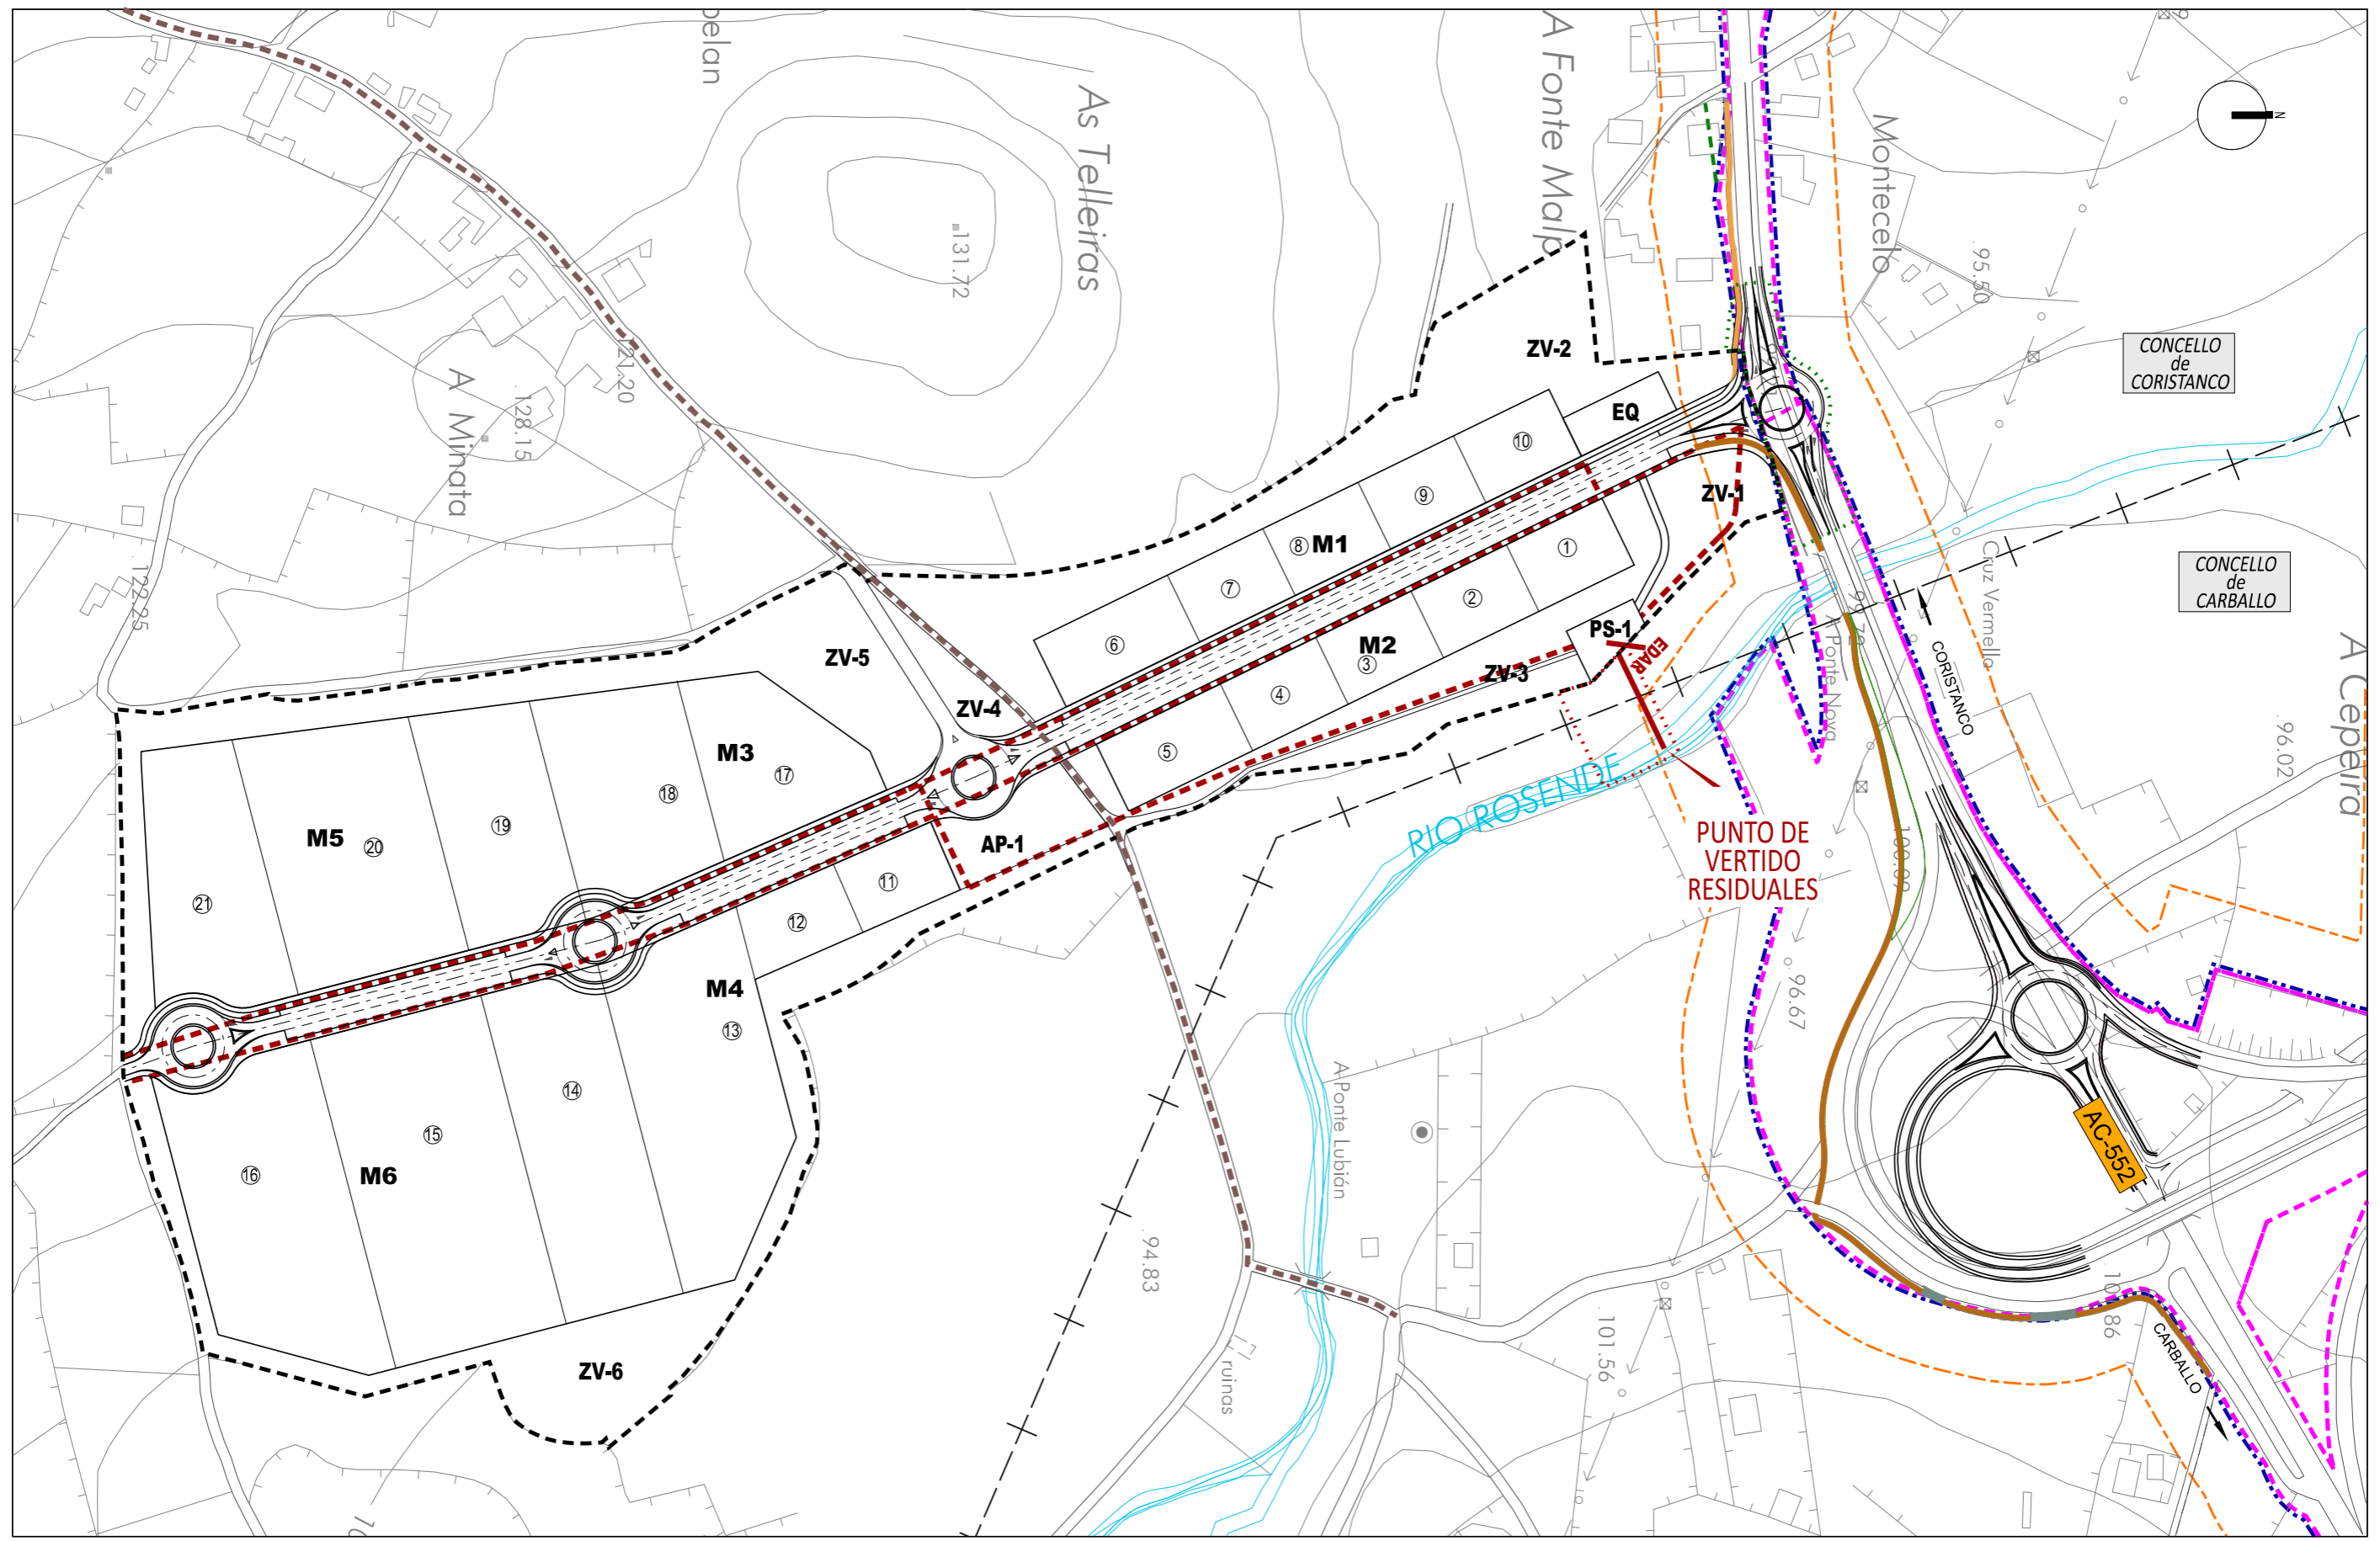 pelan
As Telleiras
131.72
A Fonte Malp
Montecelo
95.50
N
CONCELLO
de
CORISTANCO
CONCELLO
de
CARBALLO
A Minata
128.15
121.20
122.25
ZV-2
EQ
10
9
8
M1
7
6
1
2
M2
3
4
5
ZV-1
PS-1
EDAR
ZV-3
ZV-5
ZV-4
AP-1
M3
17
18
19
M5
20
21
11
12
M4
13
14
15
16
M6
ZV-6
RIO ROSENDE
PUNTO DE
VERTIDO
RESIDUALES
Cruz Vermella
A Ponte Nova
CORISTANCO
A Cepeira
96.02
100.09
96.67
A Ponte Lubián
94.83
ruinas
101.56
AC-552
CARBALLO